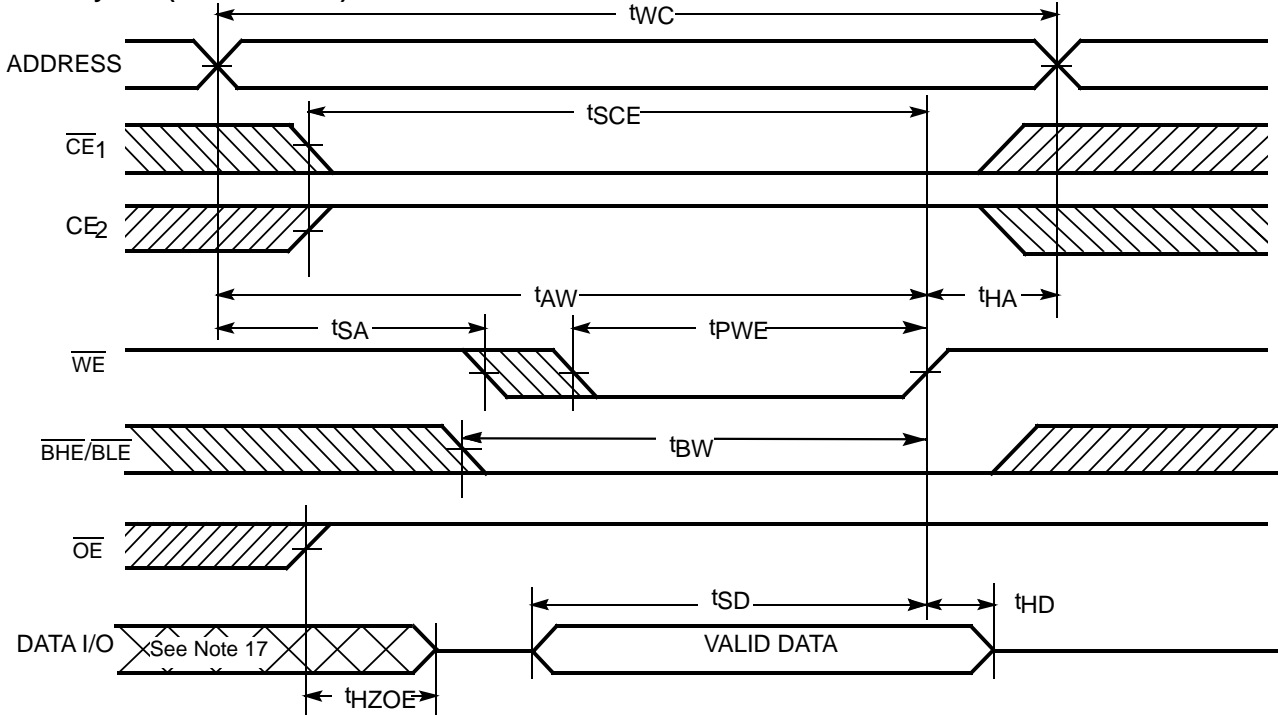 tWC
ADDRESS
tSCE
CE1
CE2
tAW
tHA
tSA
tPWE
WE
BHE/BLE
tBW
OE
tSD
tHD
DATA I/O
See Note 17
VALID DATA
tHZOE